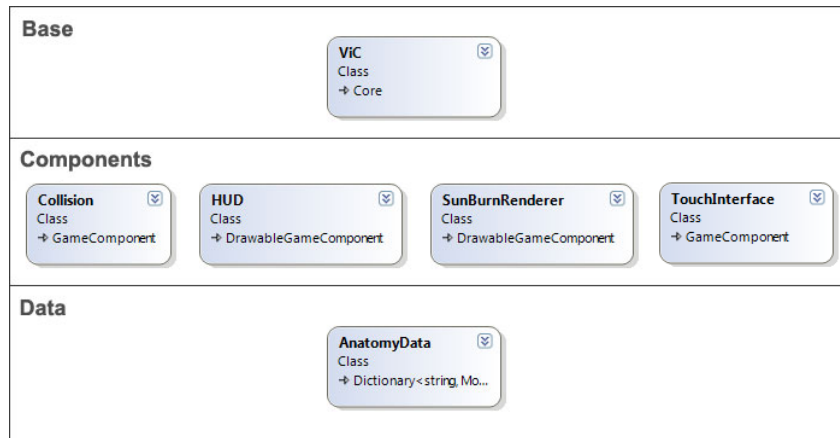 Base
ViC
Class
Core
Components
Collision
Class
GameComponent
HUD
Class
DrawableGameComponent
SunBurnRenderer
Class
DrawableGameComponent
TouchInterface
Class
GameComponent
Data
AnatomyData
Class
Dictionary<string, Mo...